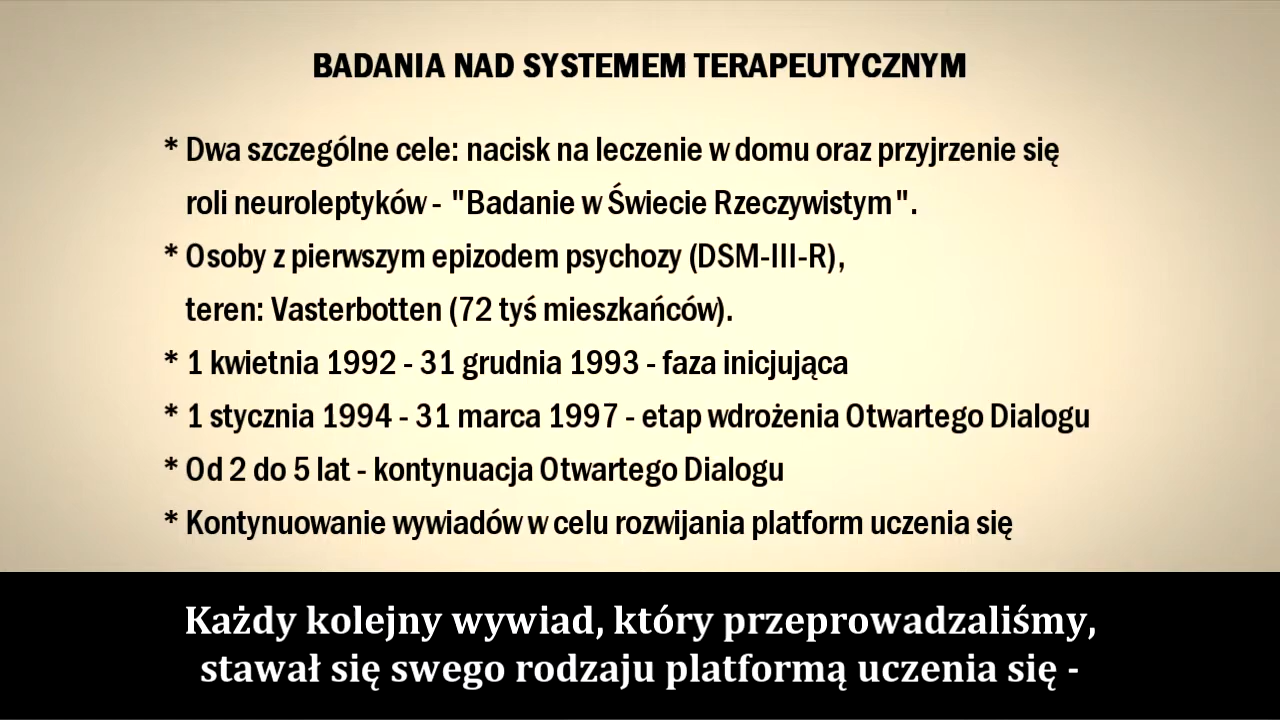 BADANIA NAD SYSTEMEM TERAPEUTYCZNYM
* Dwa szczególne cele: nacisk na leczenie w domu oraz przyjrzenie się
roli neuroleptyków - "Badanie w Świecie Rzeczywistym".
* Osoby z pierwszym epizodem psychozy (DSM-III-R),
teren: Vasterbotten (72 tyś mieszkańców).
* 1 kwietnia 1992 - 31 grudnia 1993 - faza inicjująca
* 1 stycznia 1994 - 31 marca 1997 - etap wdrożenia Otwartego Dialogu
* Od 2 do 5 lat - kontynuacja Otwartego Dialogu
* Kontynuowanie wywiadów w celu rozwijania platform uczenia się
Każdy kolejny wywiad, który przeprowadzaliśmy,
stawał się swego rodzaju platformą uczenia się -